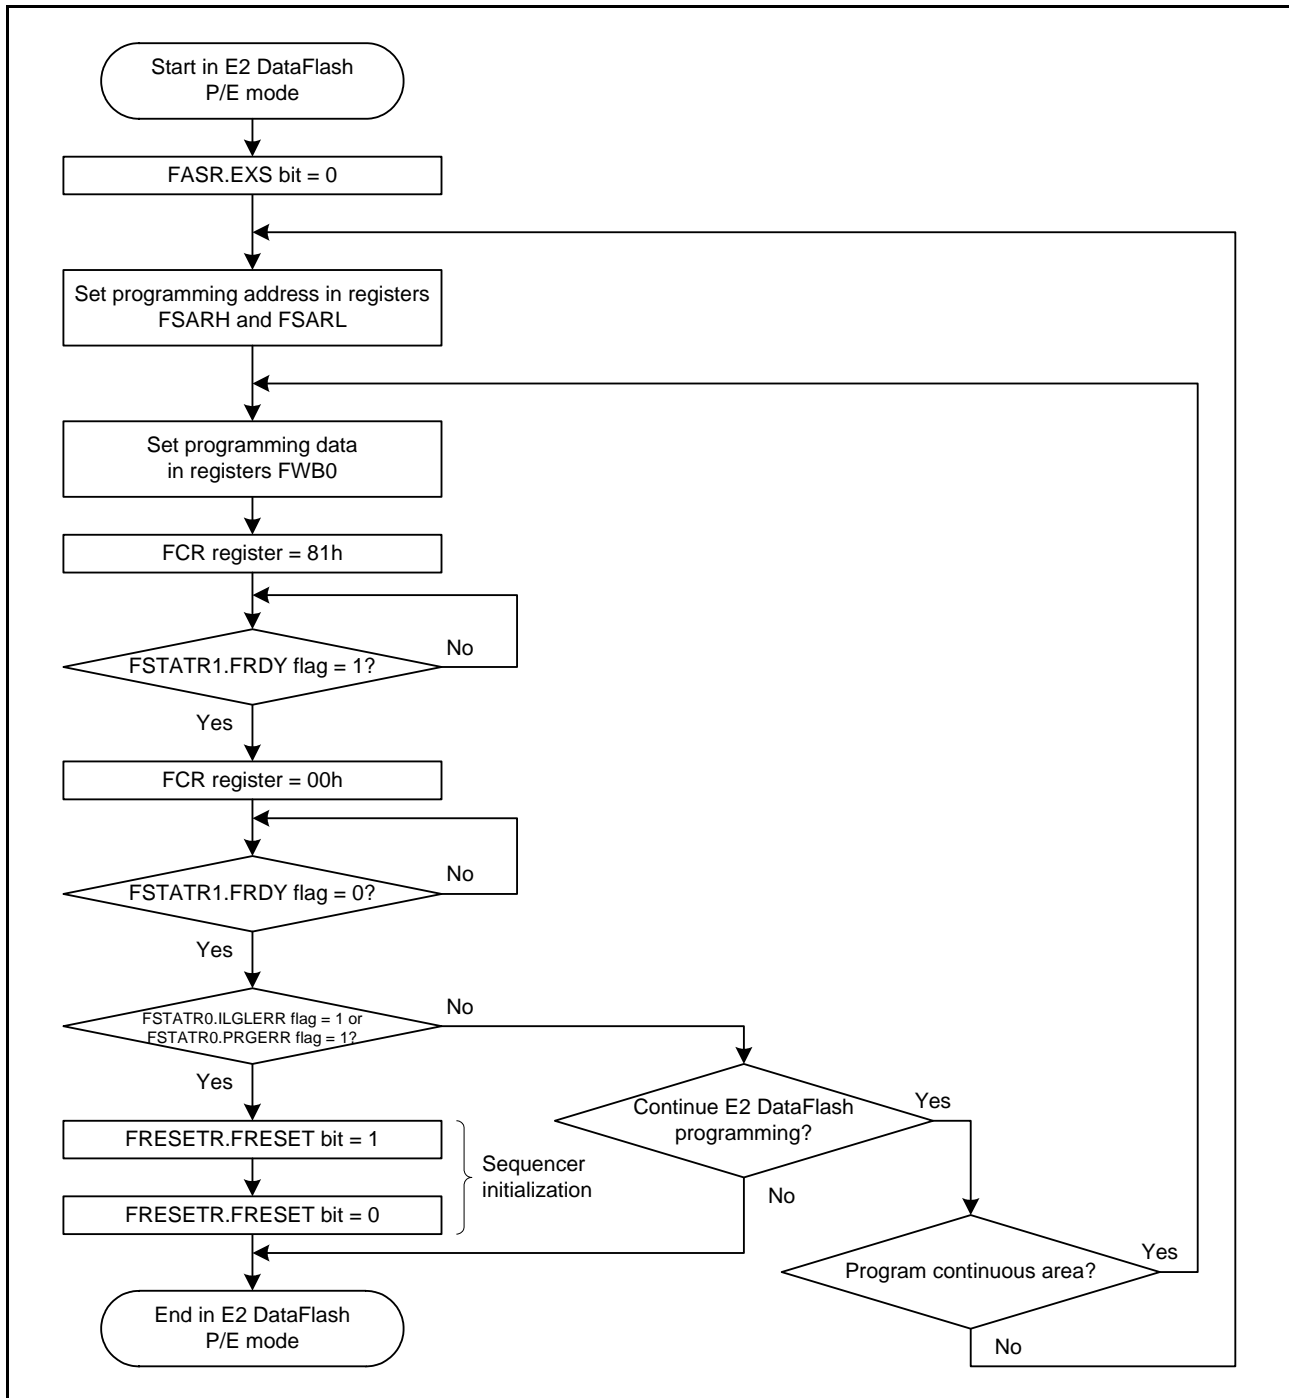 Start in E2 DataFlash
P/E mode
FASR.EXS bit = 0
Set programming address in registers
FSARH and FSARL
Set programming data
in registers FWB0
FCR register = 81h
No
FSTATR1.FRDY flag = 1?
Yes
FCR register = 00h
No
FSTATR1.FRDY flag = 0?
Yes
No
FSTATR0.ILGLERR flag = 1 or
FSTATR0.PRGERR flag = 1?
Yes
Continue E2 DataFlash
programming?
Yes
FRESETR.FRESET bit = 1
Sequencer
initialization
No
FRESETR.FRESET bit = 0
Yes
Program continuous area?
End in E2 DataFlash
P/E mode
No